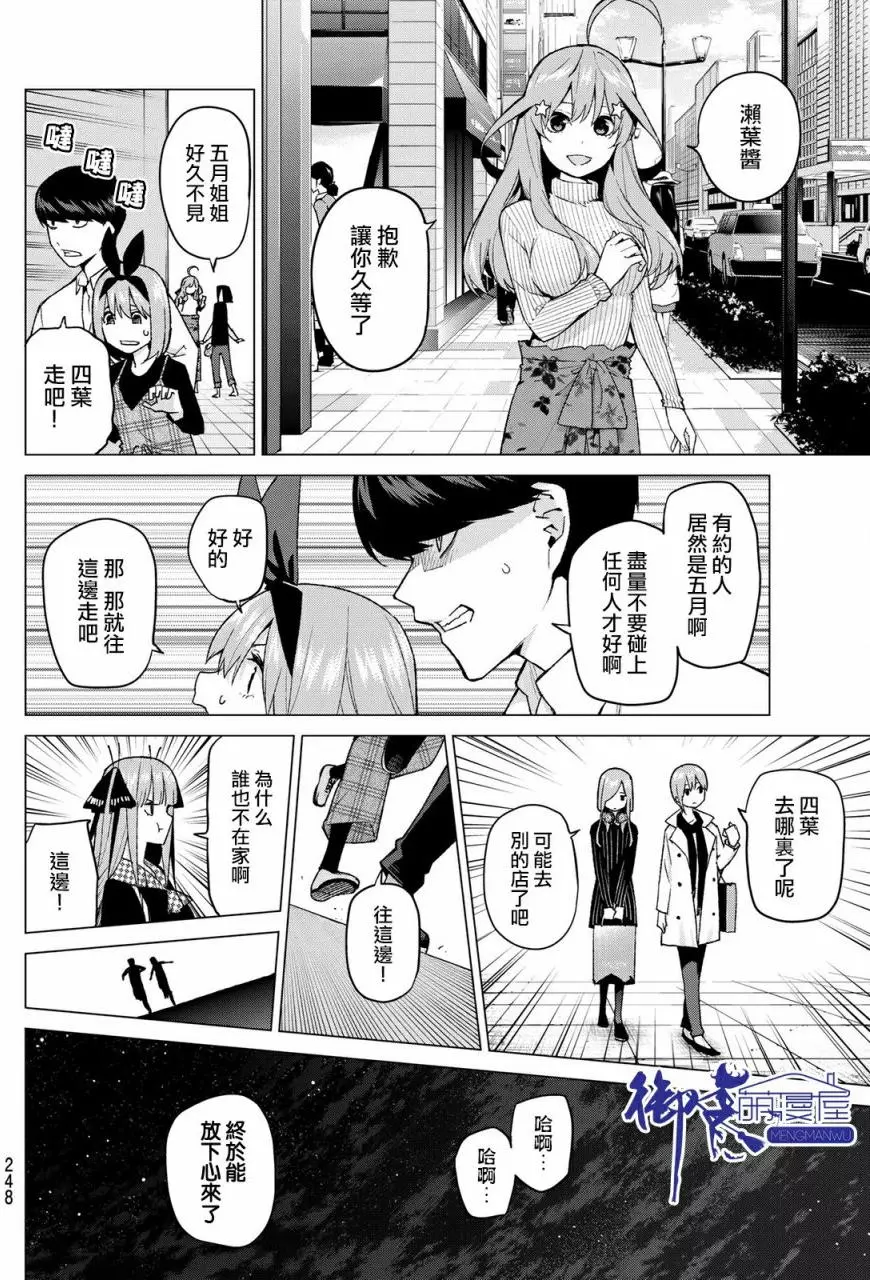 瀨葉醬
抱歉
讓你久等了
五月姐姐
好久不見
噠
噠
噠
四葉
走吧！
有約的人
居然是五月啊
盡量不要碰上
任何人才好啊
好
好的
那 那就往
這邊走吧
四葉
去哪裏了呢
可能去
別的店了吧
往這邊！
為什么
誰也不在家啊
這邊！
哈啊…
哈啊…
終於能
放下心來了
御憙
萌漫屋
MENGMANWU
248